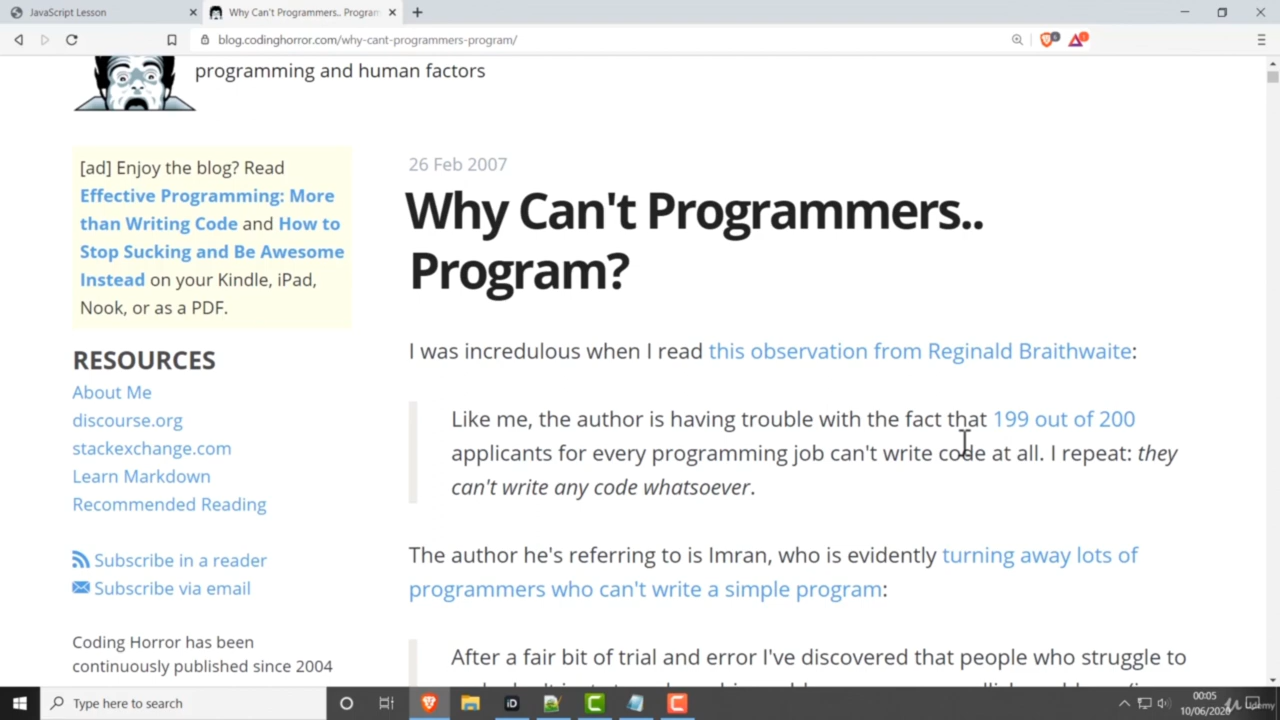 JavaScript Lesson
Why Can't Programmers.. Program
blog.codinghorror.com/why-cant-programmers-program/
programming and human factors
[ad] Enjoy the blog? Read
Effective Programming: More
than Writing Code and How to
Stop Sucking and Be Awesome
Instead on your Kindle, iPad,
Nook, or as a PDF.
RESOURCES
About Me
discourse.org
stackexchange.com
Learn Markdown
Recommended Reading
Subscribe in a reader
Subscribe via email
Coding Horror has been
continuously published since 2004
26 Feb 2007
Why Can't Programmers..
Program?
I was incredulous when I read this observation from Reginald Braithwaite:
Like me, the author is having trouble with the fact that 199 out of 200
applicants for every programming job can't write code at all. I repeat: they
can't write any code whatsoever.
The author he's referring to is Imran, who is evidently turning away lots of
programmers who can't write a simple program:
After a fair bit of trial and error I've discovered that people who struggle to
Type here to search
iD
C
C
00:05
10/06/2020
Udemy